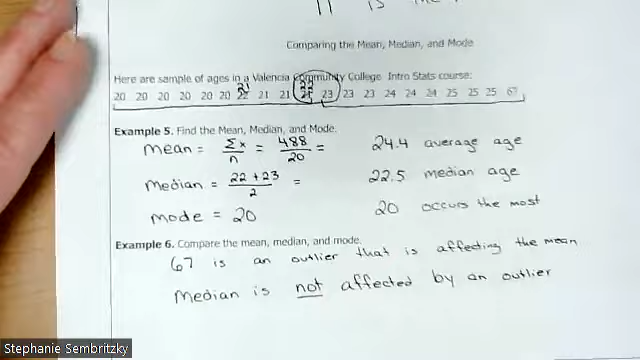 is
Comparing the Mean, Median, and Mode
Here are sample of ages in a Valencia Community College Intro Stats course:
20 20 20 20 20 20 21 21 21 22 23 23 23 24 24 24 25 25 25 67
Example 5. Find the Mean, Median, and Mode.
mean = Σx/n = 488/20 = 24.4 average age
median = 22+23/2 = 22.5 median age
mode = 20 20 occurs the most
Example 6. Compare the mean, median, and mode.
67 is an outlier that is affecting the mean
median is not affected by an outlier
Stephanie Sembritzky